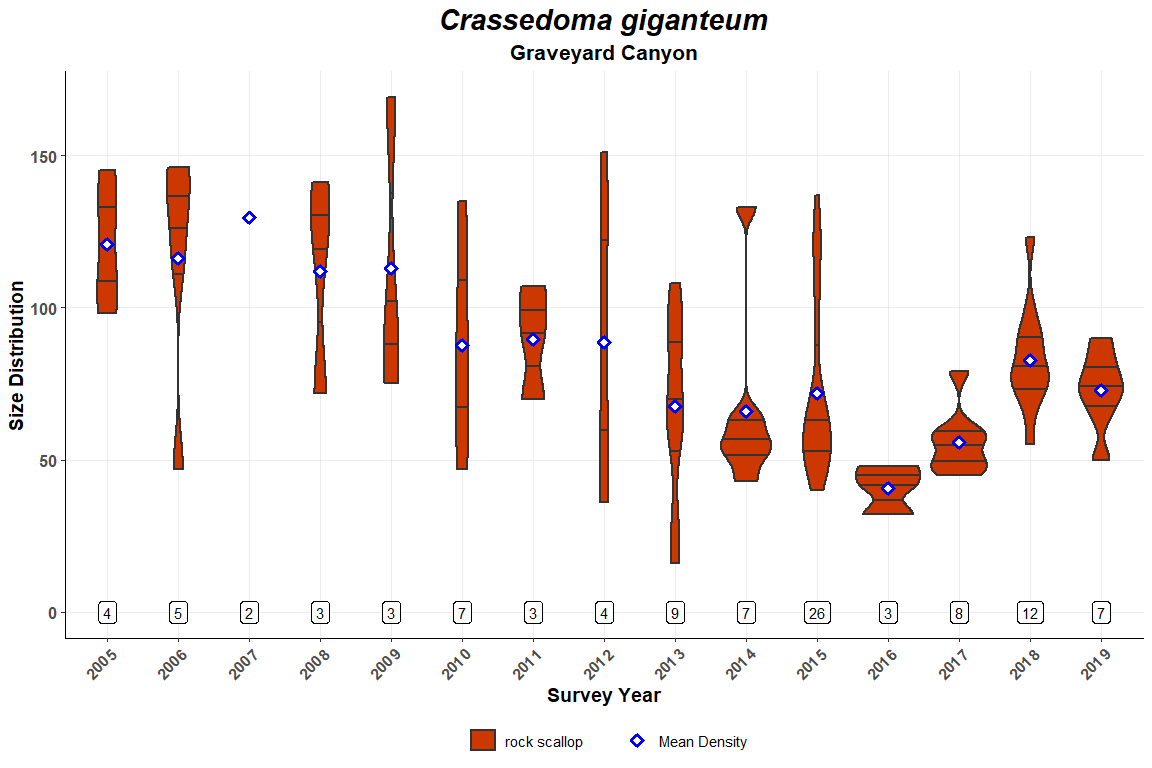 Crassedoma giganteum
Graveyard Canyon
Size Distribution
150
100
50
0
4 5 2 3 3 7 3 4 9 7 26 3 8 12 7
2005 2006 2007 2008 2009 2010 2011 2012 2013 2014 2015 2016 2017 2018 2019
Survey Year
rock scallop Mean Density